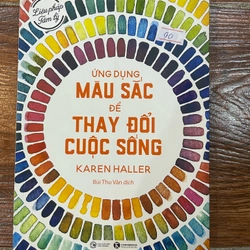 Liệu pháp
Tâm lý
90
ỨNG DỤNG
MÀU SẮC
ĐỂ
THAY ĐỔI
CUỘC SỐNG
KAREN HALLER
Bùi Thu Vân dịch